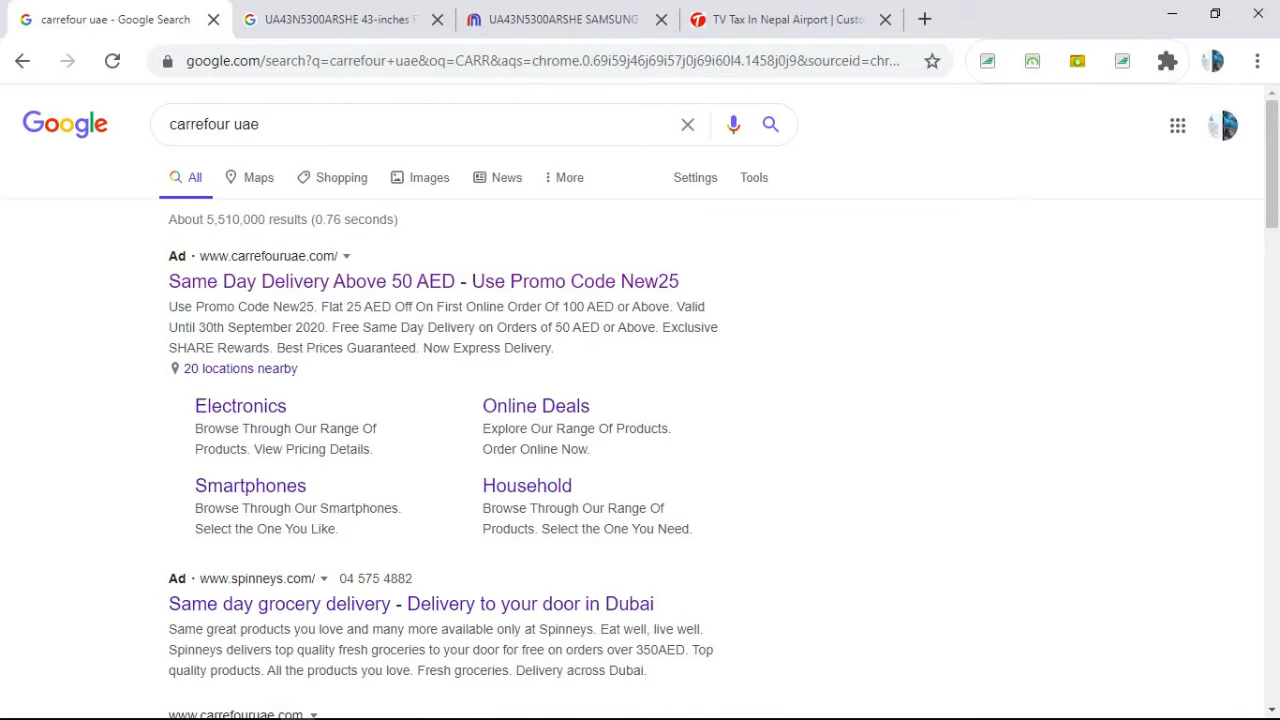 carrefour uae - Google Search
UA43N5300ARSHE 43-inches F
UA43N5300ARSHE SAMSUNG
TV Tax In Nepal Airport | Custo
google.com/search?q=carrefour+uae&oq=CARR&aqs=chrome.0.69i59j46j69i57j0j69i60l4.1458j0j9&sourceid=chr...
Google
carrefour uae
All
Maps
Shopping
Images
News
More
Settings
Tools
About 5,510,000 results (0.76 seconds)
Ad · www.carrefouruae.com/
Same Day Delivery Above 50 AED - Use Promo Code New25
Use Promo Code New25. Flat 25 AED Off On First Online Order Of 100 AED or Above. Valid
Until 30th September 2020. Free Same Day Delivery on Orders of 50 AED or Above. Exclusive
SHARE Rewards. Best Prices Guaranteed. Now Express Delivery.
20 locations nearby
Electronics
Browse Through Our Range Of
Products. View Pricing Details.
Online Deals
Explore Our Range Of Products.
Order Online Now.
Smartphones
Browse Through Our Smartphones.
Select the One You Like.
Household
Browse Through Our Range Of
Products. Select the One You Need.
Ad · www.spinneys.com/ 04 575 4882
Same day grocery delivery - Delivery to your door in Dubai
Same great products you love and many more available only at Spinneys. Eat well, live well.
Spinneys delivers top quality fresh groceries to your door for free on orders over 350AED. Top
quality products. All the products you love. Fresh groceries. Delivery across Dubai.
www.carrefouruae.com